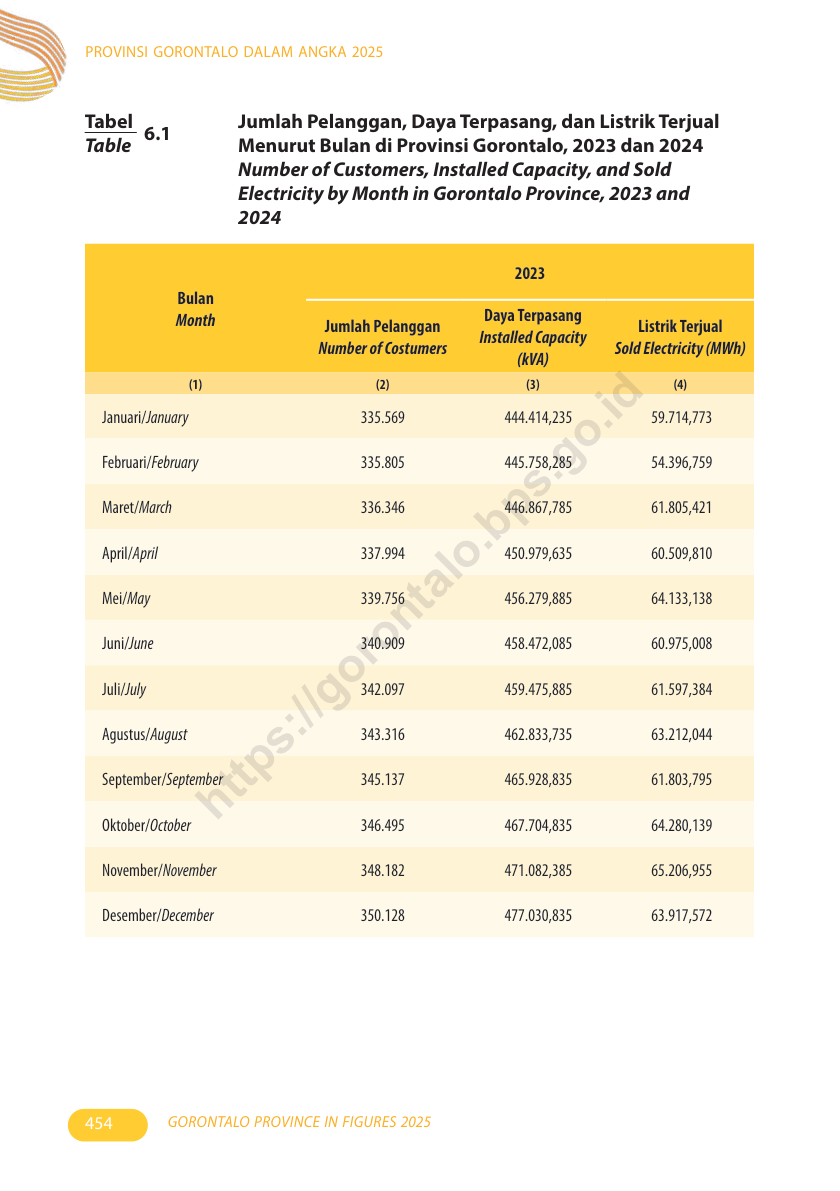 PROVINSI GORONTALO DALAM ANGKA 2025
Tabel
Table
6.1
Jumlah Pelanggan, Daya Terpasang, dan Listrik Terjual
Menurut Bulan di Provinsi Gorontalo, 2023 dan 2024
Number of Customers, Installed Capacity, and Sold
Electricity by Month in Gorontalo Province, 2023 and
2024
Bulan
Month
2023
Jumlah Pelanggan
Number of Costumers
Daya Terpasang
Installed Capacity
(kVA)
Listrik Terjual
Sold Electricity (MWh)
(1) (2) (3) (4)
Januari/January 335.569 444.414,235 59.714,773
Februari/February 335.805 445.758,285 54.396,759
Maret/March 336.346 446.867,785 61.805,421
April/April 337.994 450.979,635 60.509,810
Mei/May 339.756 456.279,885 64.133,138
Juni/June 340.909 458.472,085 60.975,008
Juli/July 342.097 459.475,885 61.597,384
Agustus/August 343.316 462.833,735 63.212,044
September/September 345.137 465.928,835 61.803,795
Oktober/October 346.495 467.704,835 64.280,139
November/November 348.182 471.082,385 65.206,955
Desember/December 350.128 477.030,835 63.917,572
https://gorontalo.bps.go.id
454
GORONTALO PROVINCE IN FIGURES 2025